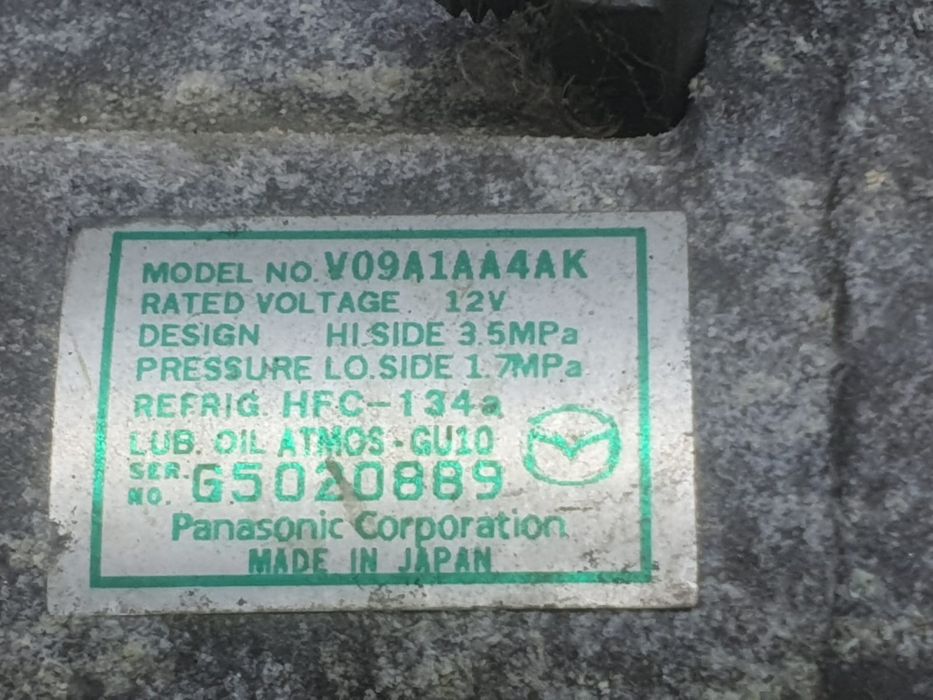 MODEL NO. V09A1AA4AK
RATED VOLTAGE 12V
DESIGN HI.SIDE 3.5MPa
PRESSURE LO.SIDE 1.7MPa
REFRIG. HFC-134a
LUB. OIL ATMOS-GU10
SER. NO. G5020889
Panasonic Corporation
MADE IN JAPAN